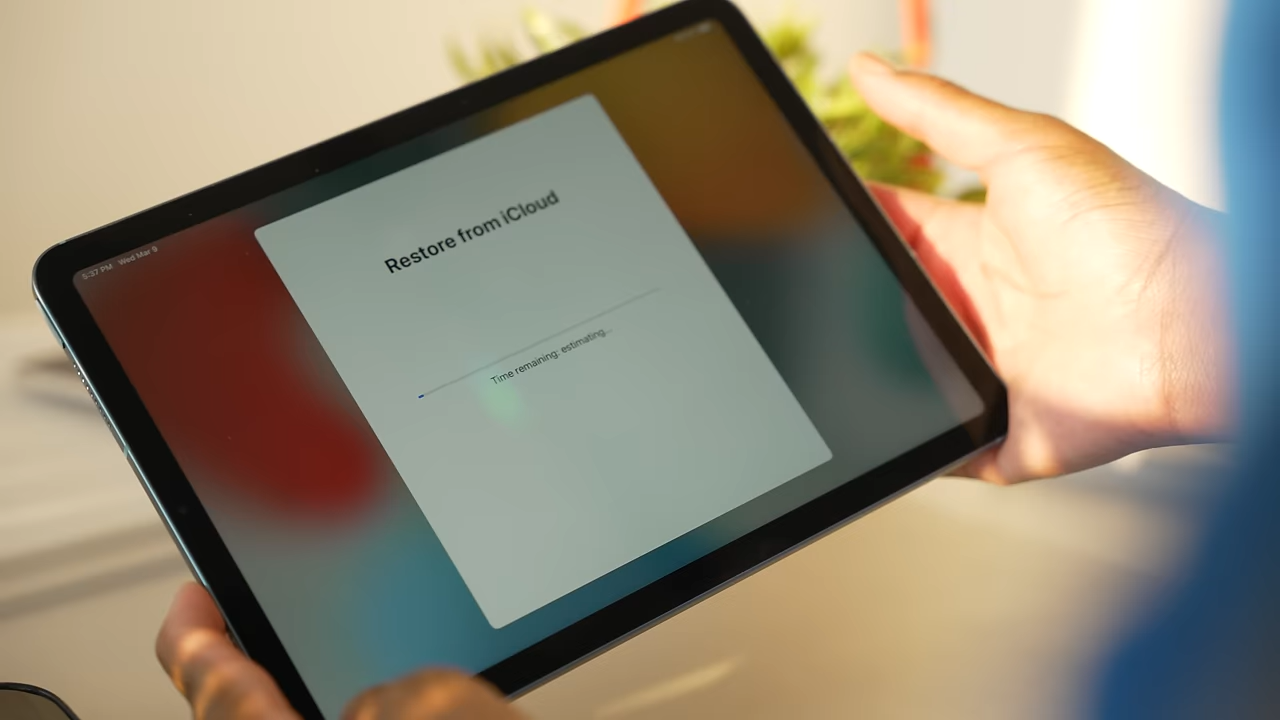 5:37 PM Wed Mar 9
Restore from iCloud
Time remaining: estimating...